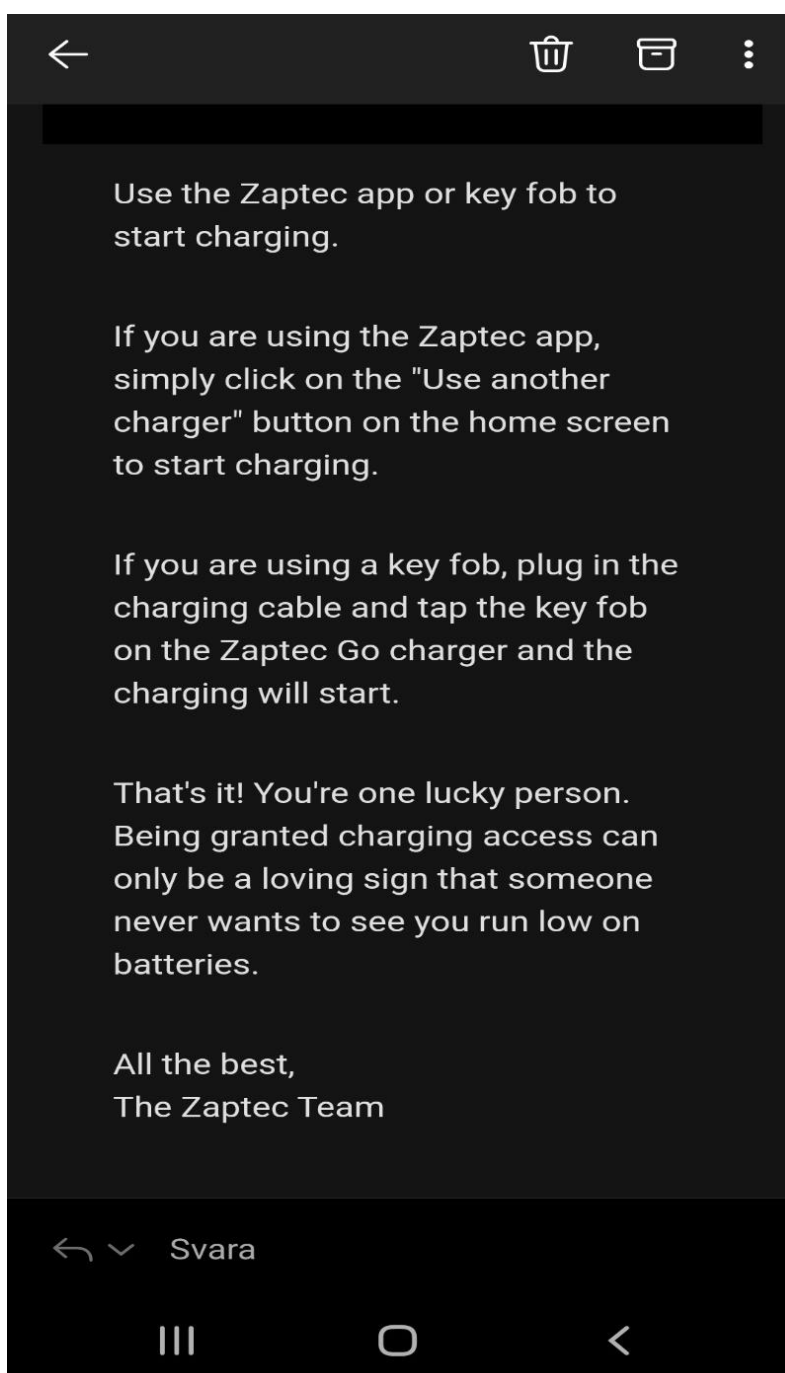 Use the Zaptec app or key fob to
start charging.
If you are using the Zaptec app,
simply click on the "Use another
charger" button on the home screen
to start charging.
If you are using a key fob, plug in the
charging cable and tap the key fob
on the Zaptec Go charger and the
charging will start.
That's it! You're one lucky person.
Being granted charging access can
only be a loving sign that someone
never wants to see you run low on
batteries.
All the best,
The Zaptec Team
Svara